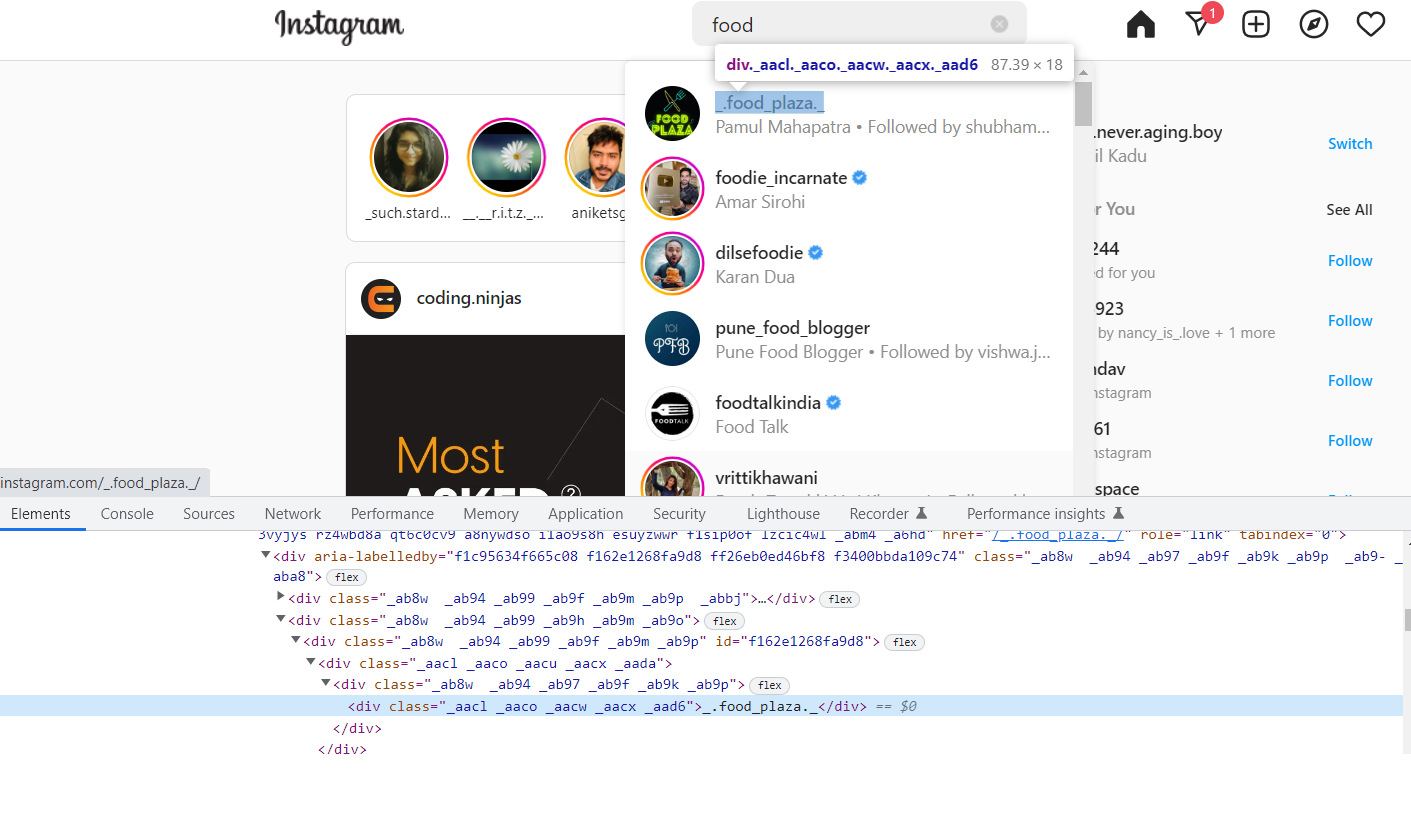 Instagram
food
1
div._aacl._aaco._aacw._aacx._aad6 87.39 × 18
_.food_plaza._
Pamul Mahapatra • Followed by shubham...
FOOD
PLAZA
foodie_incarnate
Amar Sirohi
dilsefoodie
Karan Dua
pune_food_blogger
Pune Food Blogger • Followed by vishwa.j...
PFB
foodtalkindia
Food Talk
FOODTALK
vrittikhawani
_such.stard...
__.__r.i.t.z._...
aniketsg
coding.ninjas
Most
ASKED
?
.never.aging.boy
il Kadu
Switch
r You
See All
244
d for you
Follow
923
by nancy_is_.love + 1 more
Follow
ndav
nstagram
Follow
61
nstagram
Follow
space
instagram.com/_.food_plaza._/
Elements Console Sources Network Performance Memory Application Security Lighthouse Recorder Performance insights
3vyjys rz4wbd8a qt6c0cv9 a8nywdso i1ao9s8h esuyzwwr f1sip0of lzcic4wl _abm4 _a6hd" href="/_.food_plaza._/" role="link" tabindex="0">
<div aria-labelledby="f1c95634f665c08 f162e1268fa9d8 ff26eb0ed46bf8 f3400bbda109c74" class="_ab8w _ab94 _ab97 _ab9f _ab9k _ab9p _ab9- _
aba8"> flex
<div class="_ab8w _ab94 _ab99 _ab9f _ab9m _ab9p _abbj">…</div> flex
<div class="_ab8w _ab94 _ab99 _ab9h _ab9m _ab9o"> flex
<div class="_ab8w _ab94 _ab99 _ab9f _ab9m _ab9p" id="f162e1268fa9d8"> flex
<div class="_aacl _aaco _aacu _aacx _aada">
<div class="_ab8w _ab94 _ab97 _ab9f _ab9k _ab9p"> flex
<div class="_aacl _aaco _aacw _aacx _aad6">_.food_plaza._</div> == $0
</div>
</div>